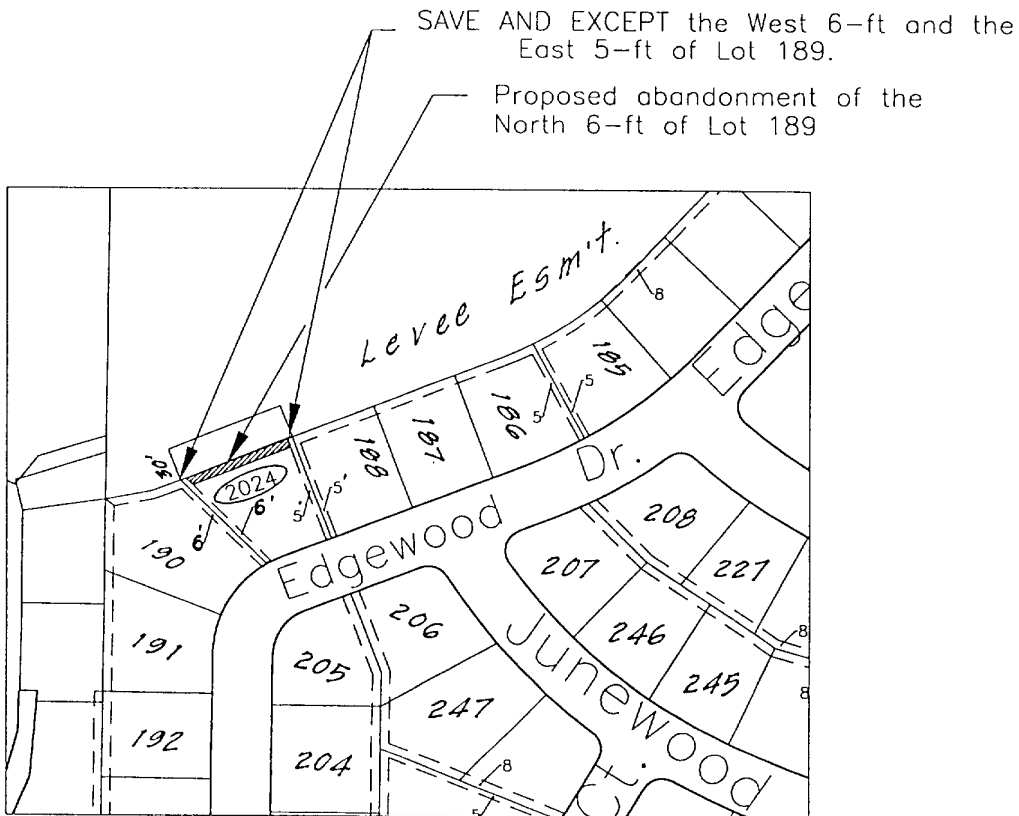 SAVE AND EXCEPT the West 6-ft and the
East 5-ft of Lot 189.
Proposed abandonment of the
North 6-ft of Lot 189
Levee Esm't.
8
Edge
185
5
5
186
187
188
30'
2024
6'
6'
5'
5'
190
Edgewood
Dr.
208
207
227
206
246
8
191
205
Junewood
245
8
247
192
204
8
5
Ct.